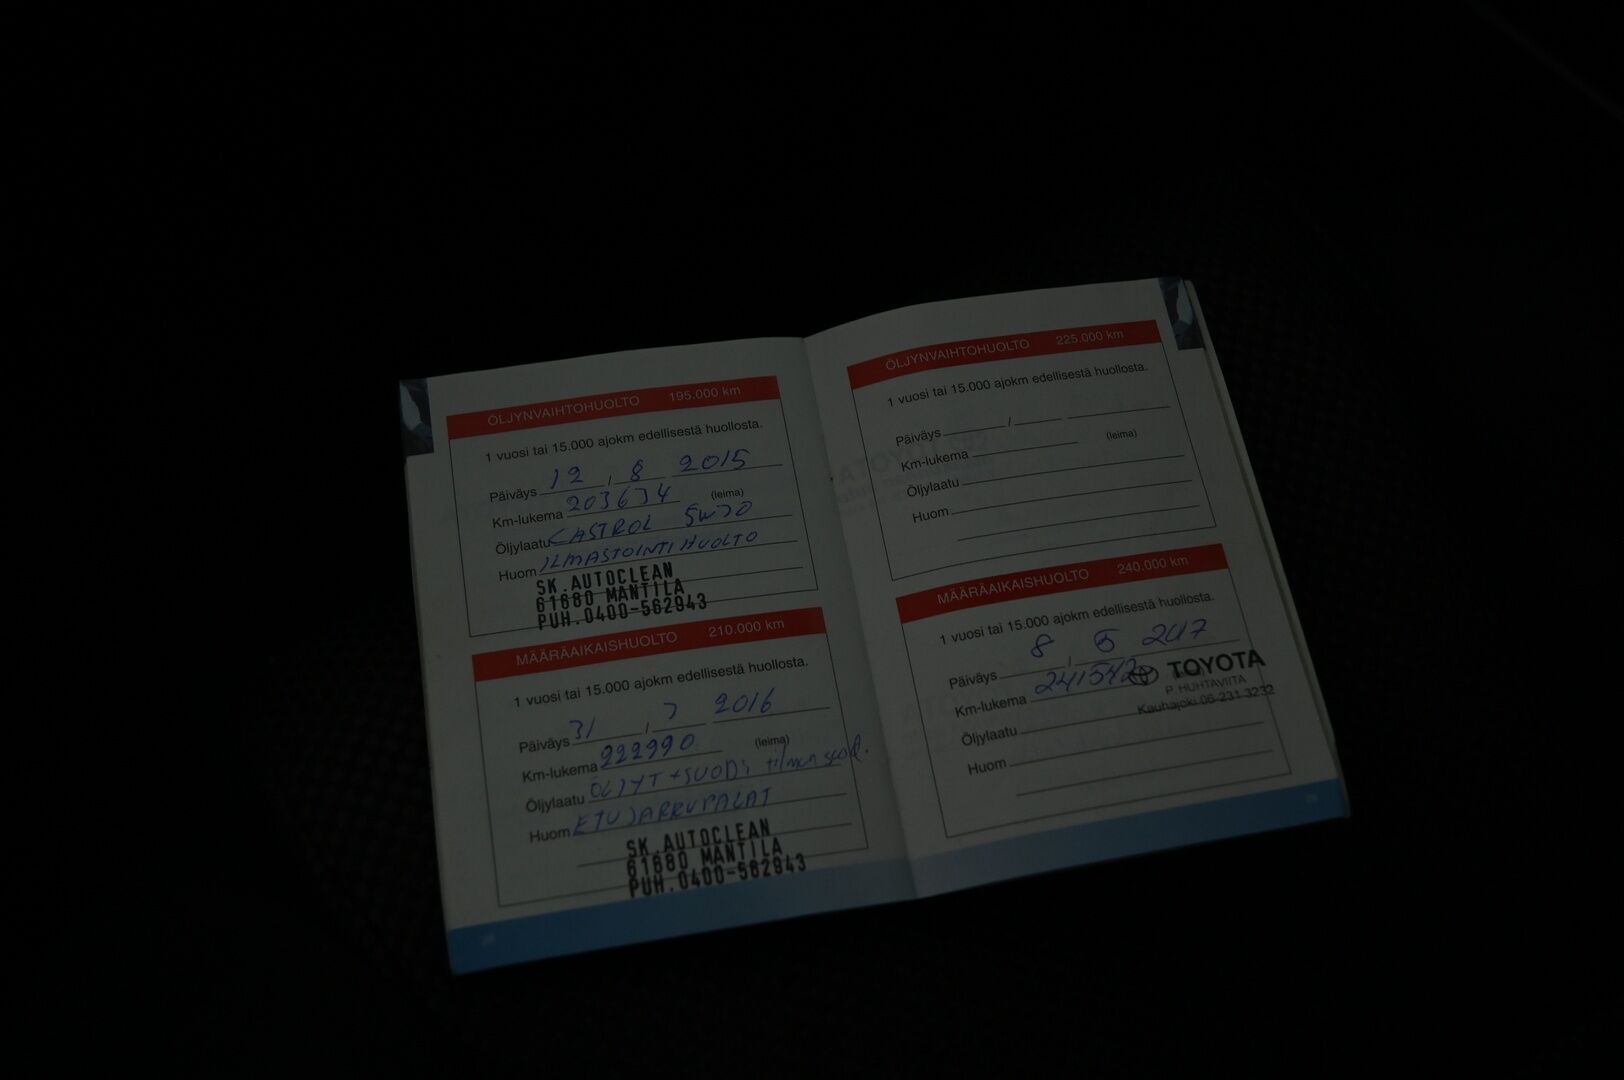 ÖLJYNVAIHTOHUOLTO 195.000 km
1 vuosi tai 15.000 ajokm edellisestä huollosta.
Päiväys 12 / 8 2015
Km-lukema 203634 (leima)
Öljylaatu CASTROL 5W30
Huom ILMASTOINTIHUOLTO
SK.AUTOCLEAN
61680 MANTILA
PUH.0400-562943
MÄÄRÄAIKAISHUOLTO 210.000 km
1 vuosi tai 15.000 ajokm edellisestä huollosta.
Päiväys 31 / 7 2016
Km-lukema 222990 (leima)
Öljylaatu ÖLJYT + SUOD,
Huom ETUJARRUPALAT
SK.AUTOCLEAN
61680 MANTILA
PUH.0400-562943
ÖLJYNVAIHTOHUOLTO 225.000 km
1 vuosi tai 15.000 ajokm edellisestä huollosta.
Päiväys /
Km-lukema (leima)
Öljylaatu
Huom
MÄÄRÄAIKAISHUOLTO 240.000 km
1 vuosi tai 15.000 ajokm edellisestä huollosta.
Päiväys 8 / 5 2017
Km-lukema 241542 TOYOTA
P. HUHTAVIITA
Kauhajoki 06-231 3232
Öljylaatu
Huom